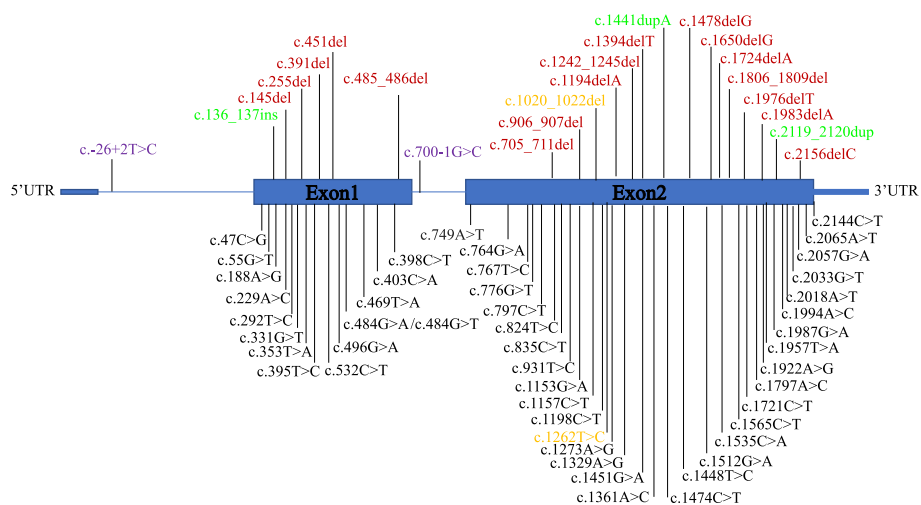 c.1441dupA
c.1478delG
c.451del
c.1394delT
c.1650delG
c.391del
c.1242_1245del
c.1724delA
c.255del
c.485_486del
c.1194delA
c.1806_1809del
c.145del
c.1020_1022del
c.1976delT
c.136_137ins
c.906_907del
c.1983delA
c.2119_2120dup
c.-26+2T>C
c.700-1G>C
c.705_711del
c.2156delC
5’UTR
Exon1
Exon2
3’UTR
c.2144C>T
c.47C>G
c.749A>T
c.2065A>T
c.55G>T
c.398C>T
c.764G>A
c.2057G>A
c.188A>G
c.403C>A
c.767T>C
c.2033G>T
c.229A>C
c.469T>A
c.776G>T
c.2018A>T
c.292T>C
c.484G>A/c.484G>T
c.797C>T
c.1994A>C
c.331G>T
c.824T>C
c.1987G>A
c.353T>A
c.496G>A
c.835C>T
c.1957T>A
c.395T>C
c.532C>T
c.931T>C
c.1922A>G
c.1153G>A
c.1797A>C
c.1157C>T
c.1721C>T
c.1198C>T
c.1565C>T
c.1262T>C
c.1535C>A
c.1273A>G
c.1512G>A
c.1329A>G
c.1448T>C
c.1451G>A
c.1361A>C
c.1474C>T